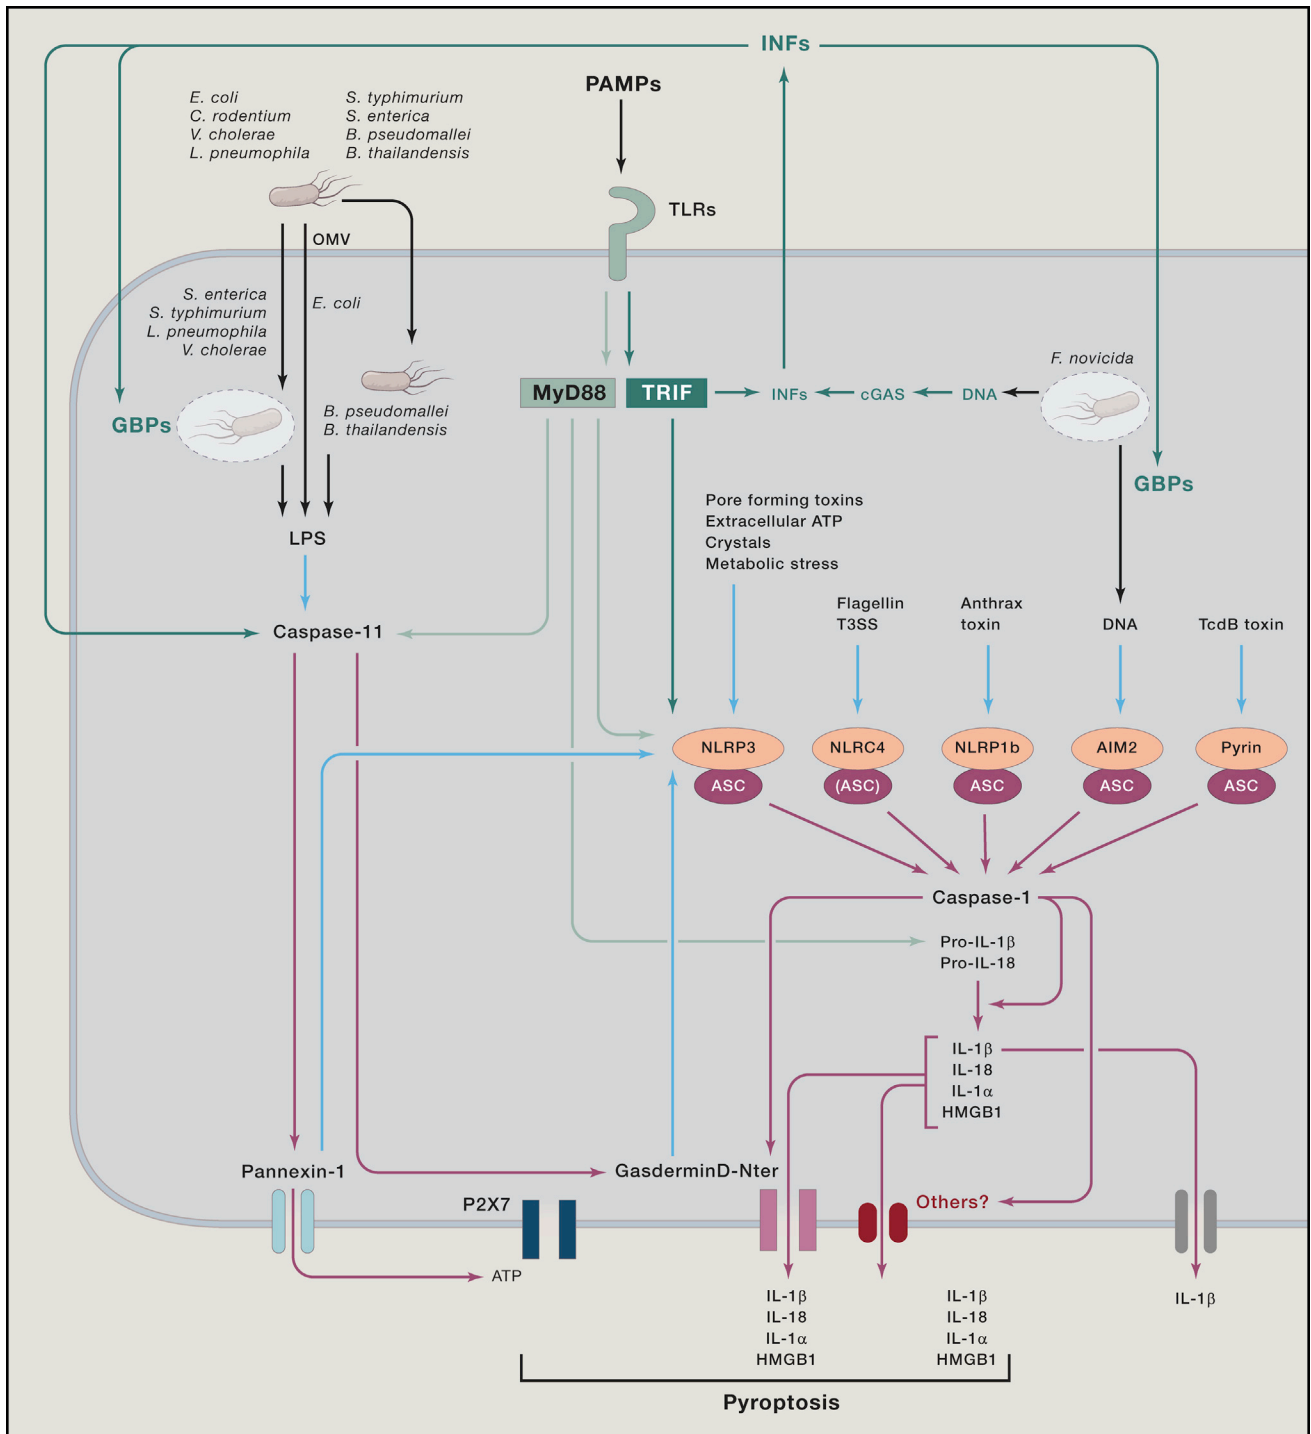 INFs
PAMPs
E. coli
C. rodentium
V. cholerae
L. pneumophila
S. typhimurium
S. enterica
B. pseudomallei
B. thailandensis
TLRs
OMV
S. enterica
S. typhimurium
L. pneumophila
V. cholerae
E. coli
F. novicida
MyD88
TRIF
INFs
cGAS
DNA
GBPs
B. pseudomallei
B. thailandensis
GBPs
Pore forming toxins
Extracellular ATP
Crystals
Metabolic stress
LPS
Flagellin
T3SS
Anthrax
toxin
DNA
TcdB toxin
Caspase-11
NLRP3
NLRC4
NLRP1b
AIM2
Pyrin
ASC
(ASC)
ASC
ASC
ASC
Caspase-1
Pro-IL-1β
Pro-IL-18
IL-1β
IL-18
IL-1α
HMGB1
Pannexin-1
GasderminD-Nter
P2X7
Others?
ATP
IL-1β
IL-18
IL-1α
HMGB1
IL-1β
IL-18
IL-1α
HMGB1
IL-1β
Pyroptosis